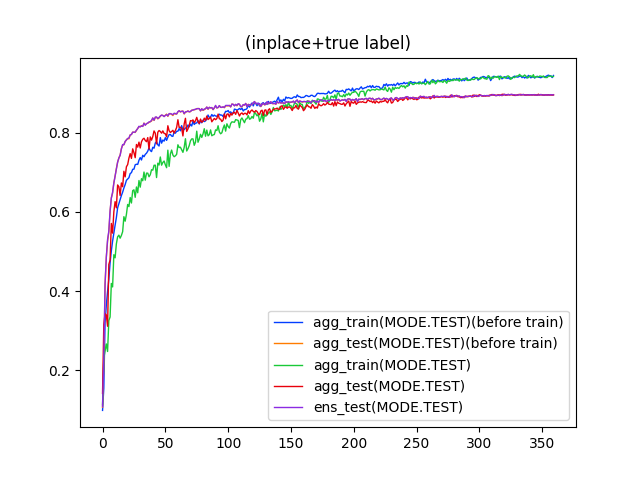 (inplace+true label)
0.8
0.6
0.4
0.2
agg_train(MODE.TEST)(before train)
agg_test(MODE.TEST)(before train)
agg_train(MODE.TEST)
agg_test(MODE.TEST)
ens_test(MODE.TEST)
0 50 100 150 200 250 300 350